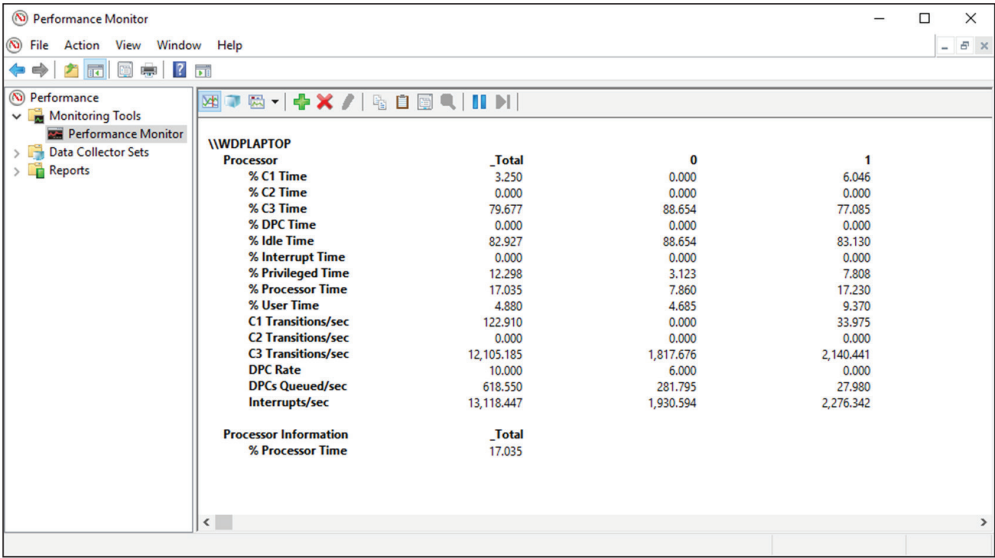 Performance Monitor
File Action View Window Help
Performance
Monitoring Tools
Performance Monitor
Data Collector Sets
Reports
\\WDPLAPTOP
Processor _Total 0 1
% C1 Time 3.250 0.000 6.046
% C2 Time 0.000 0.000 0.000
% C3 Time 79.677 88.654 77.085
% DPC Time 0.000 0.000 0.000
% Idle Time 82.927 88.654 83.130
% Interrupt Time 0.000 0.000 0.000
% Privileged Time 12.298 3.123 7.808
% Processor Time 17.035 7.860 17.230
% User Time 4.880 4.685 9.370
C1 Transitions/sec 122.910 0.000 33.975
C2 Transitions/sec 0.000 0.000 0.000
C3 Transitions/sec 12,105.185 1,817.676 2,140.441
DPC Rate 10.000 6.000 0.000
DPCs Queued/sec 618.550 281.795 27.980
Interrupts/sec 13,118.447 1,930.594 2,276.342
Processor Information _Total
% Processor Time 17.035